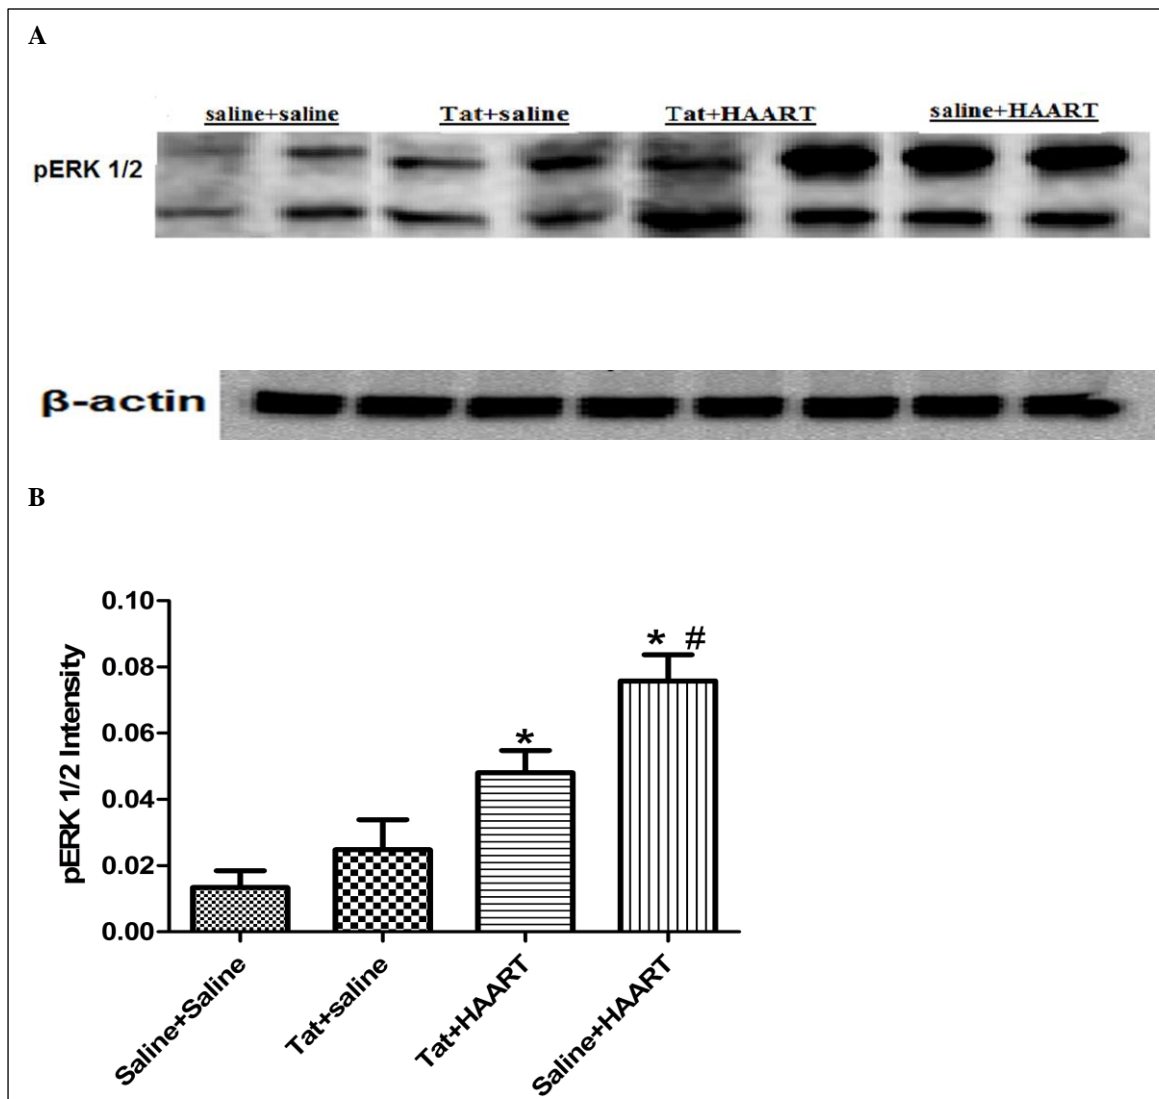 A
saline+saline Tat+saline Tat+HAART saline+HAART
pERK 1/2
β-actin
B
pERK 1/2 Intensity
0.10
0.08
0.06
0.04
0.02
0.00
*
* #
Saline+Saline
Tat+saline
Tat+HAART
Saline+HAART